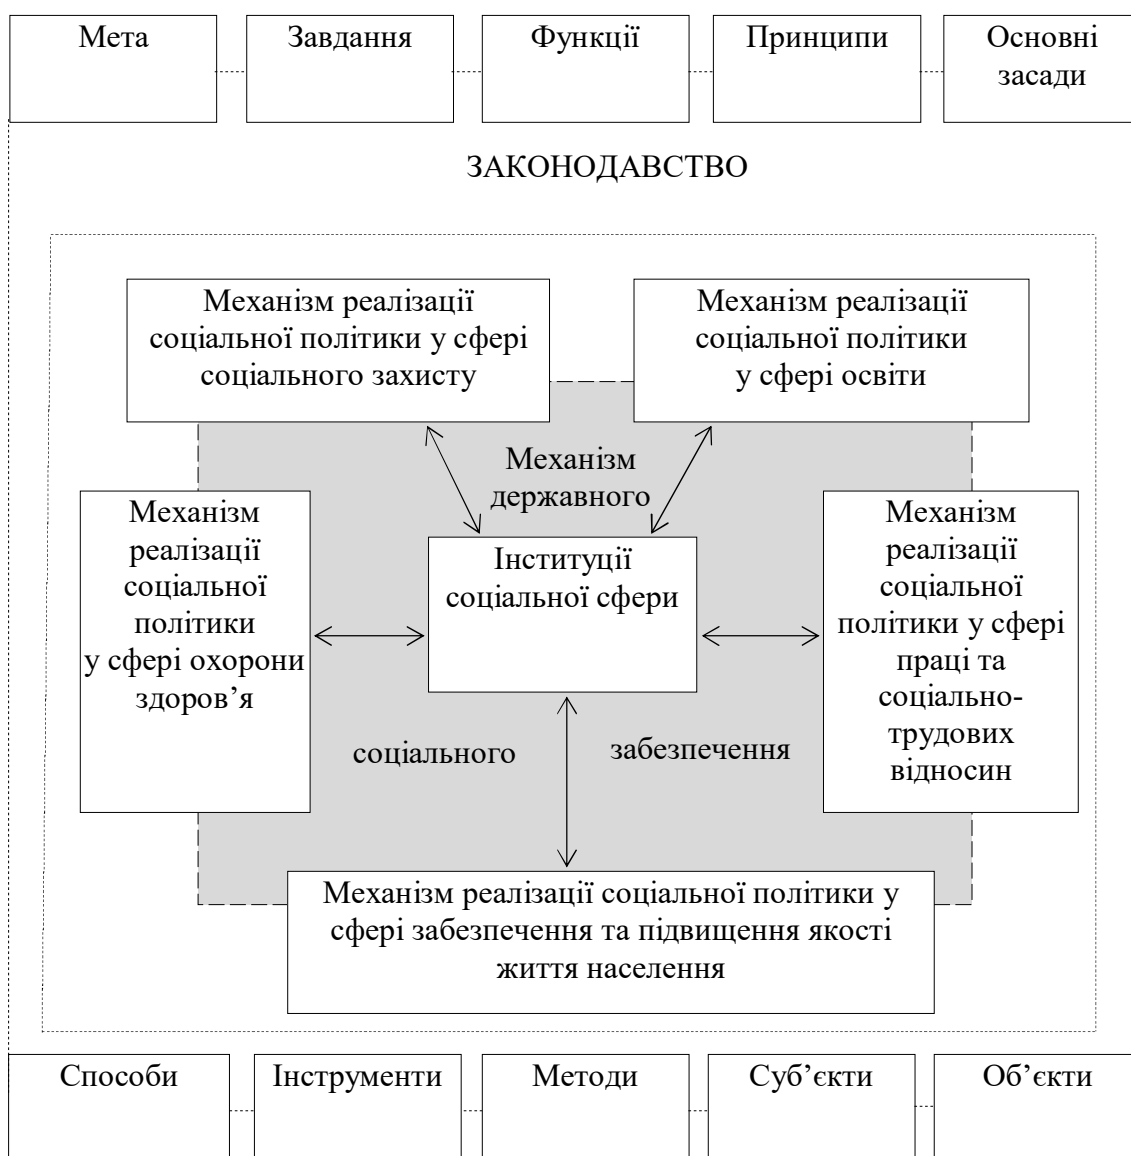 Мета
Завдання
Функції
Принципи
Основні
засади
ЗАКОНОДАВСТВО
Механізм реалізації
соціальної політики у сфері
соціального захисту
Механізм реалізації
соціальної політики
у сфері освіти
Механізм
державного
Механізм
реалізації
соціальної
політики
у сфері охорони
здоров’я
Інституції
соціальної сфери
Механізм
реалізації
соціальної
політики у сфері
праці та
соціально-
трудових
відносин
соціального
забезпечення
Механізм реалізації соціальної політики у
сфері забезпечення та підвищення якості
життя населення
Способи
Інструменти
Методи
Суб’єкти
Об’єкти